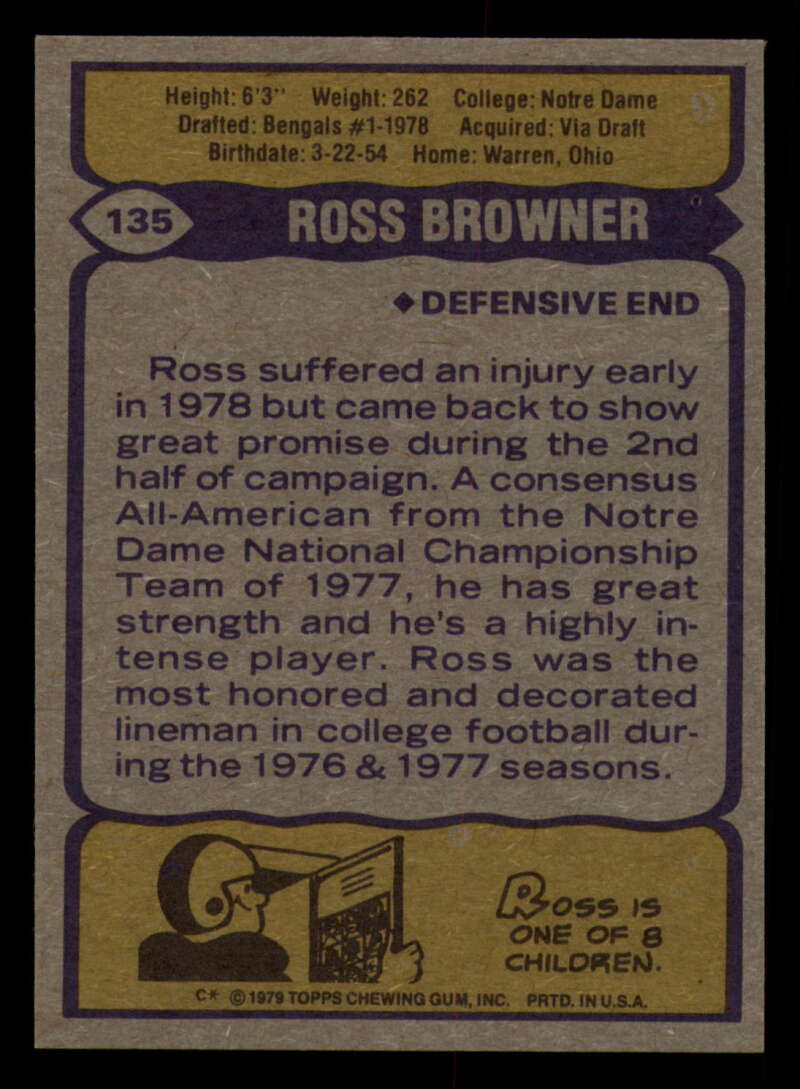 Height: 6'3" Weight: 262 College: Notre Dame
Drafted: Bengals #1-1978 Acquired: Via Draft
Birthdate: 3-22-54 Home: Warren, Ohio
135 ROSS BROWNER
◆DEFENSIVE END
Ross suffered an injury early
in 1978 but came back to show
great promise during the 2nd
half of campaign. A consensus
All-American from the Notre
Dame National Championship
Team of 1977, he has great
strength and he's a highly in-
tense player. Ross was the
most honored and decorated
lineman in college football dur-
ing the 1976 & 1977 seasons.
ROSS IS
ONE OF 8
CHILDREN.
C* © 1979 TOPPS CHEWING GUM, INC. PRTD. IN U.S.A.